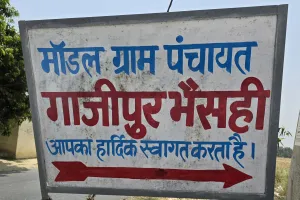 मॉडल ग्राम पंचायत
गाजीपुर भैंसही
आपका हार्दिक स्वागत करता है।